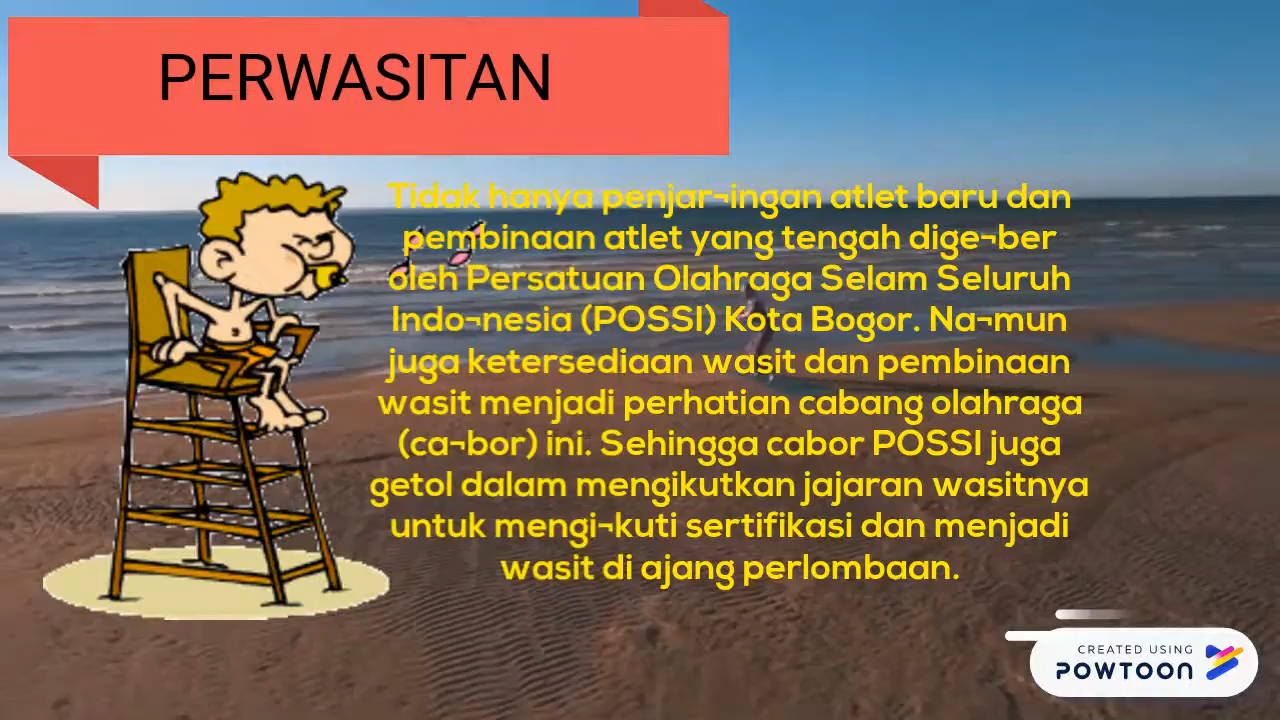 PERWASITAN
Tidak hanya penjar¬ingan atlet baru dan
pembinaan atlet yang tengah dige¬ber
oleh Persatuan Olahraga Selam Seluruh
Indo¬nesia (POSSI) Kota Bogor. Na¬mun
juga ketersediaan wasit dan pembinaan
wasit menjadi perhatian cabang olahraga
(ca¬bor) ini. Sehingga cabor POSSI juga
getol dalam mengikutkan jajaran wasitnya
untuk mengi¬kuti sertifikasi dan menjadi
wasit di ajang perlombaan.
CREATED USING
POWTOON